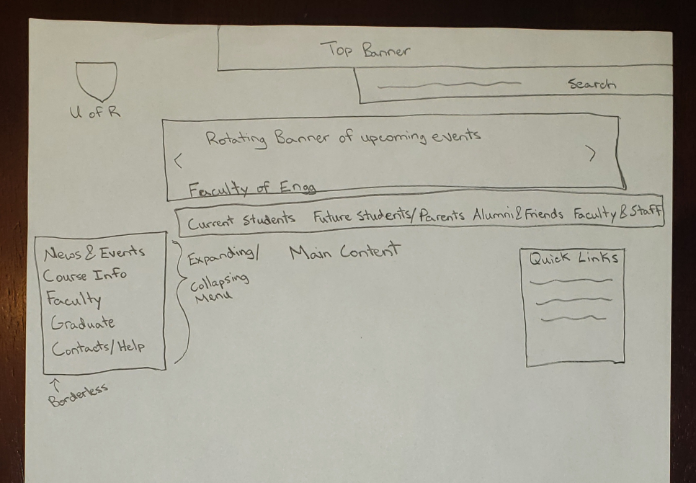 Top Banner
Search
U of R
Rotating Banner of upcoming events
< >
Faculty of Engg
Current Students Future Students/Parents Alumni & Friends Faculty & Staff
News & Events
Course Info
Faculty
Graduate
Contacts/Help
Expanding/
Collapsing
Menu
Main Content
Quick Links
Borderless